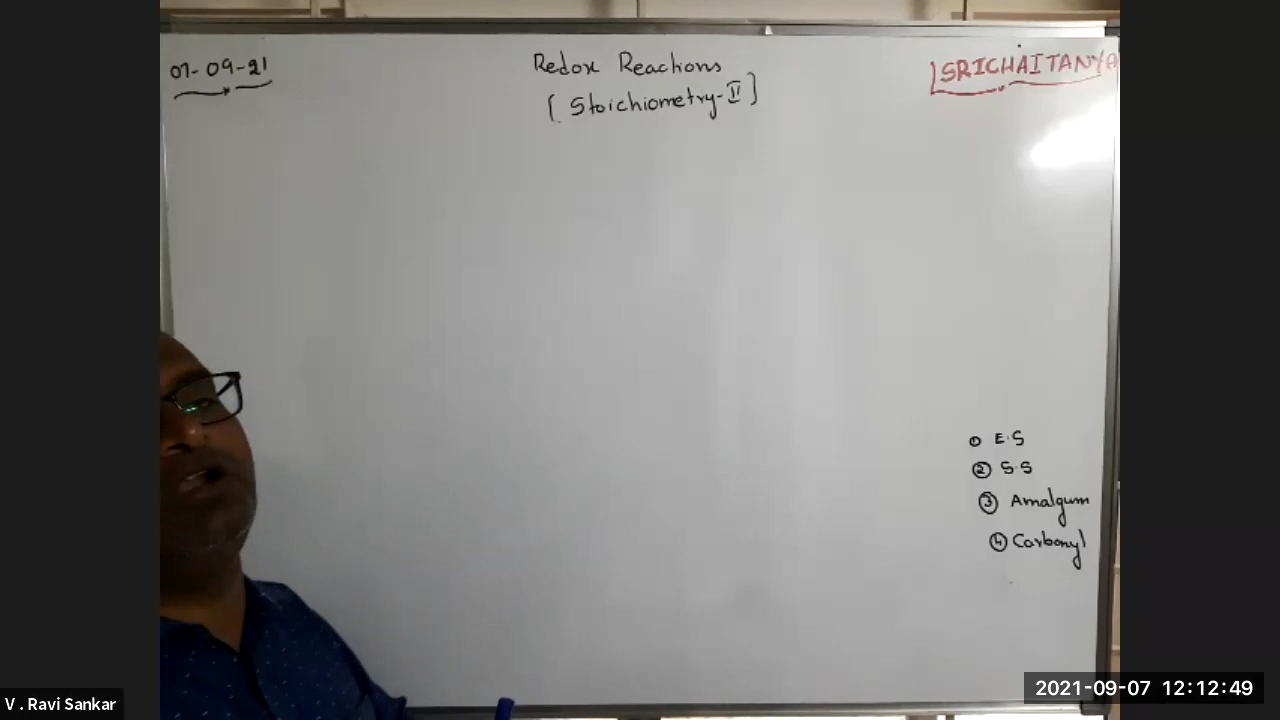 07-09-21
Redox Reactions
[Stoichiometry-II]
SRICHAITANYA
① E.S
② S.S
③ Amalgum
④ Carbonyl
V . Ravi Sankar
2021-09-07 12:12:49